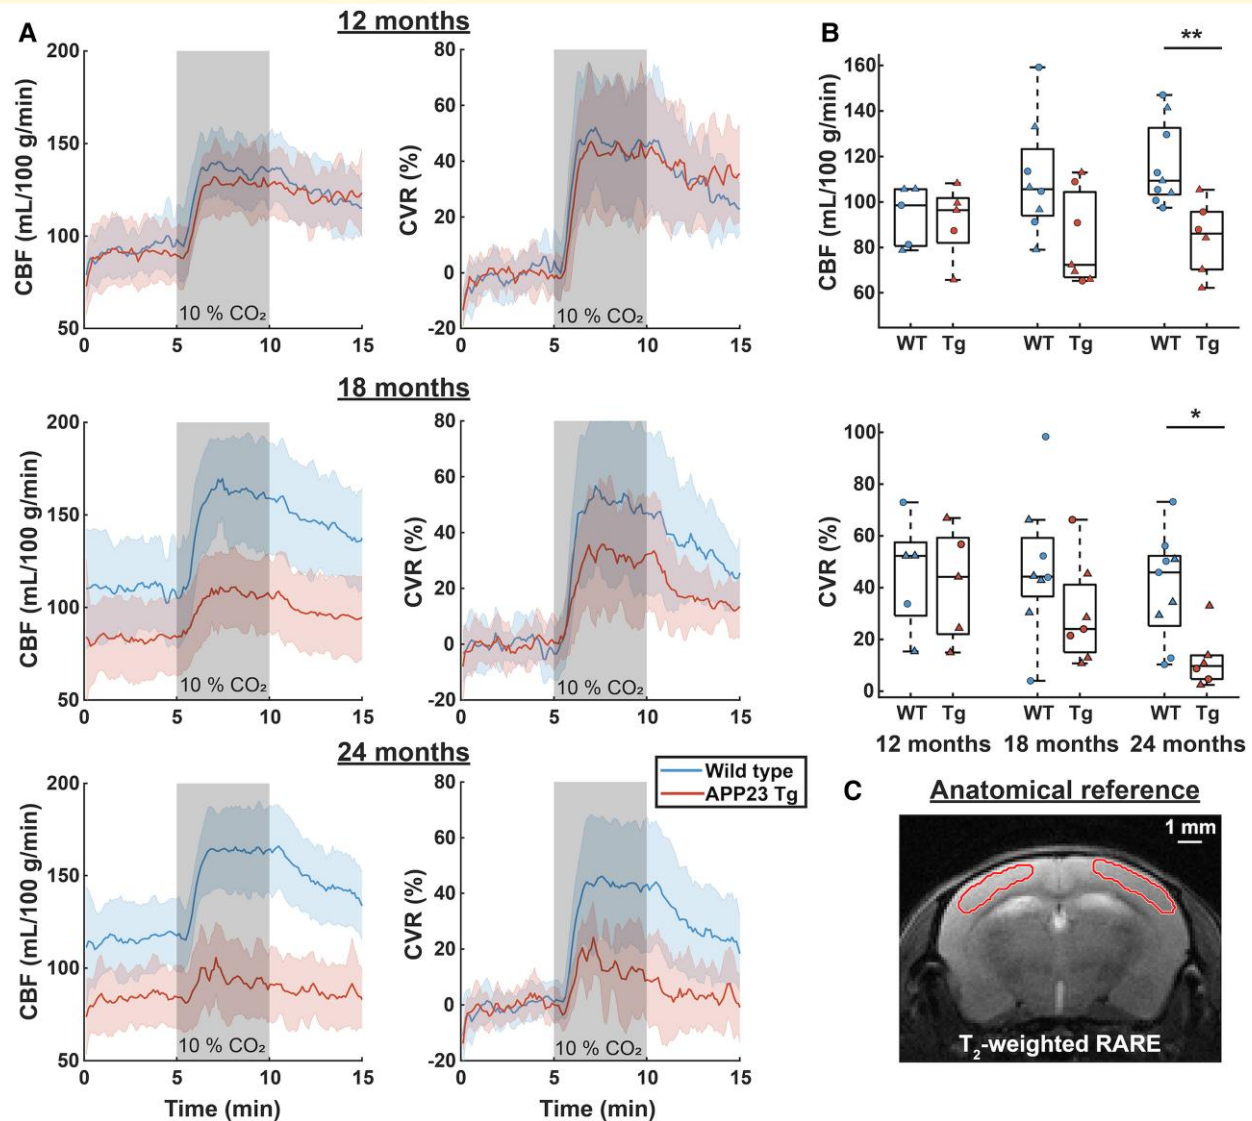 A
12 months
200
150
100
50
CBF (mL/100 g/min)
10 % CO₂
0 5 10 15
80
60
40
20
0
-20
CVR (%)
10 % CO₂
0 5 10 15
18 months
200
150
100
50
CBF (mL/100 g/min)
10 % CO₂
0 5 10 15
80
60
40
20
0
-20
CVR (%)
10 % CO₂
0 5 10 15
24 months
200
150
100
50
CBF (mL/100 g/min)
10 % CO₂
0 5 10 15
Time (min)
Wild type
APP23 Tg
80
60
40
20
0
-20
CVR (%)
10 % CO₂
0 5 10 15
Time (min)
B
**
160
140
120
100
80
60
CBF (mL/100 g/min)
WT Tg WT Tg WT Tg
*
100
80
60
40
20
0
CVR (%)
WT Tg WT Tg WT Tg
12 months 18 months 24 months
C
Anatomical reference
1 mm
T₂-weighted RARE